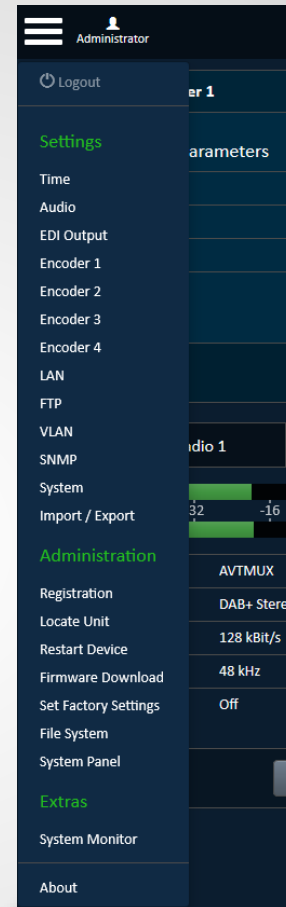 Administrator
Logout
er 1
Settings
arameters
Time
Audio
EDI Output
Encoder 1
Encoder 2
Encoder 3
Encoder 4
LAN
FTP
VLAN
dio 1
SNMP
System
32 -16
Import / Export
Administration
AVTMUX
Registration
DAB+ Stere
Locate Unit
128 kBit/s
Restart Device
48 kHz
Firmware Download
Set Factory Settings
Off
File System
System Panel
Extras
System Monitor
About